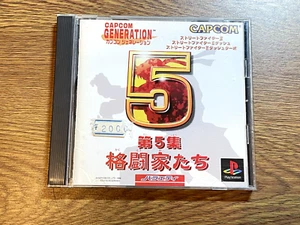 CAPCOM
GENERATION
カプコン ジェネレーション
CAPCOM
ストリートファイターⅡ
ストリートファイターⅡダッシュ
ストリートファイターⅡダッシュターボ
5
¥200
第5集
格闘家たち
PlayStation